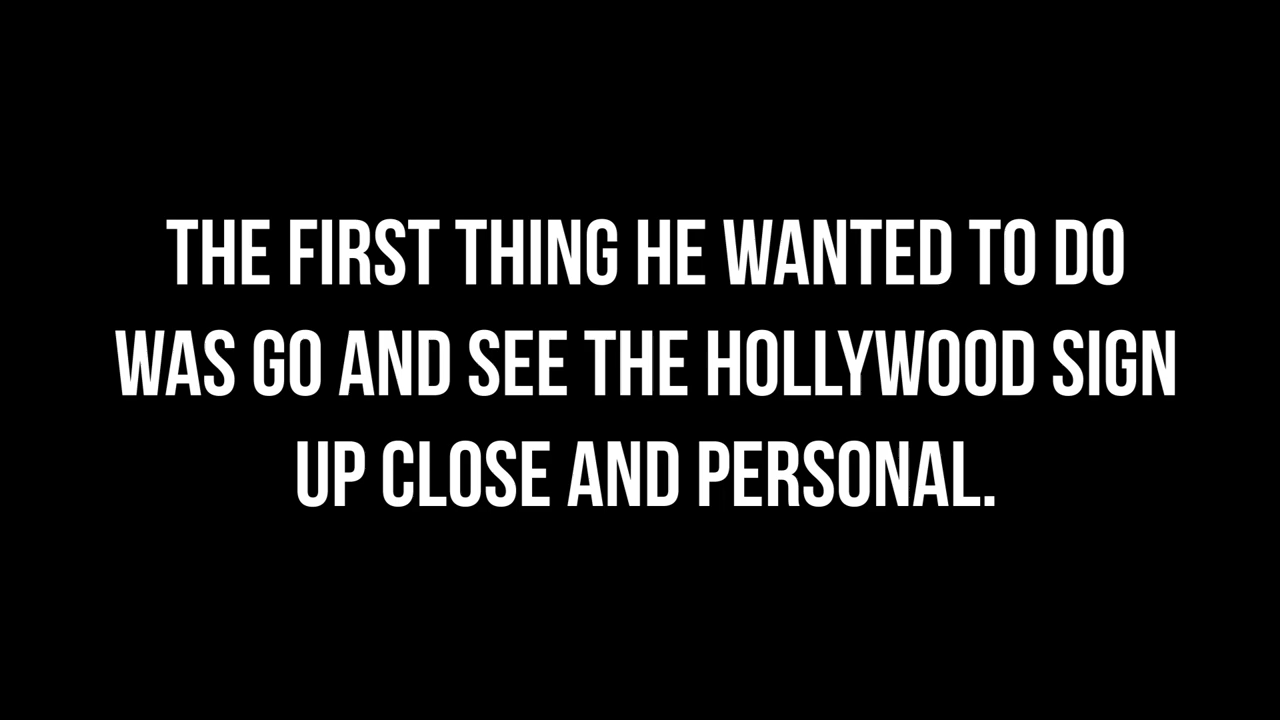 THE FIRST THING HE WANTED TO DO
WAS GO AND SEE THE HOLLYWOOD SIGN
UP CLOSE AND PERSONAL.